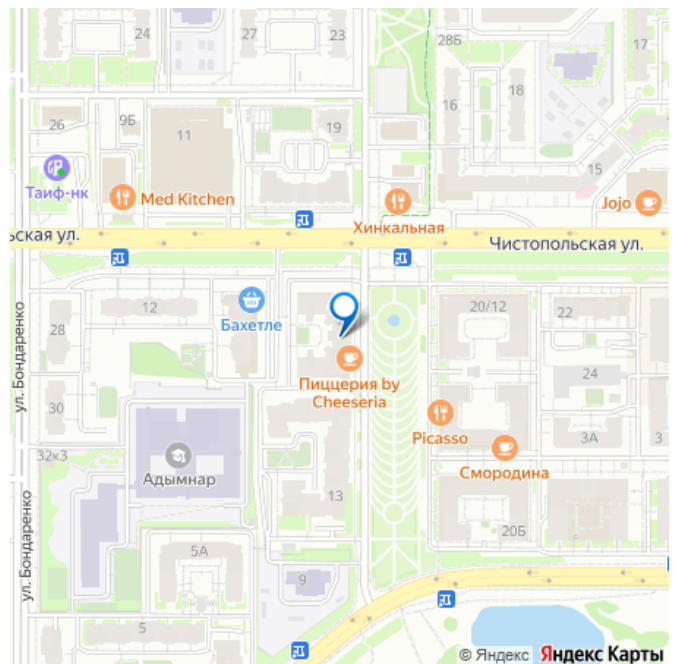 24
27
23
28Б
17
26
9Б
11
19
16
18
15
Таиф-нк
Med Kitchen
Jojo
Хинкальная
ьская ул.
Чистопольская ул.
ул. Бондаренко
28
12
Бахетле
20/12
22
Пиццерия by
Cheeseria
24
30
Picasso
3А
3
32к3
Адымнар
Смородина
13
ул. Бондаренко
20Б
5А
9
5
© Яндекс Яндекс Карты